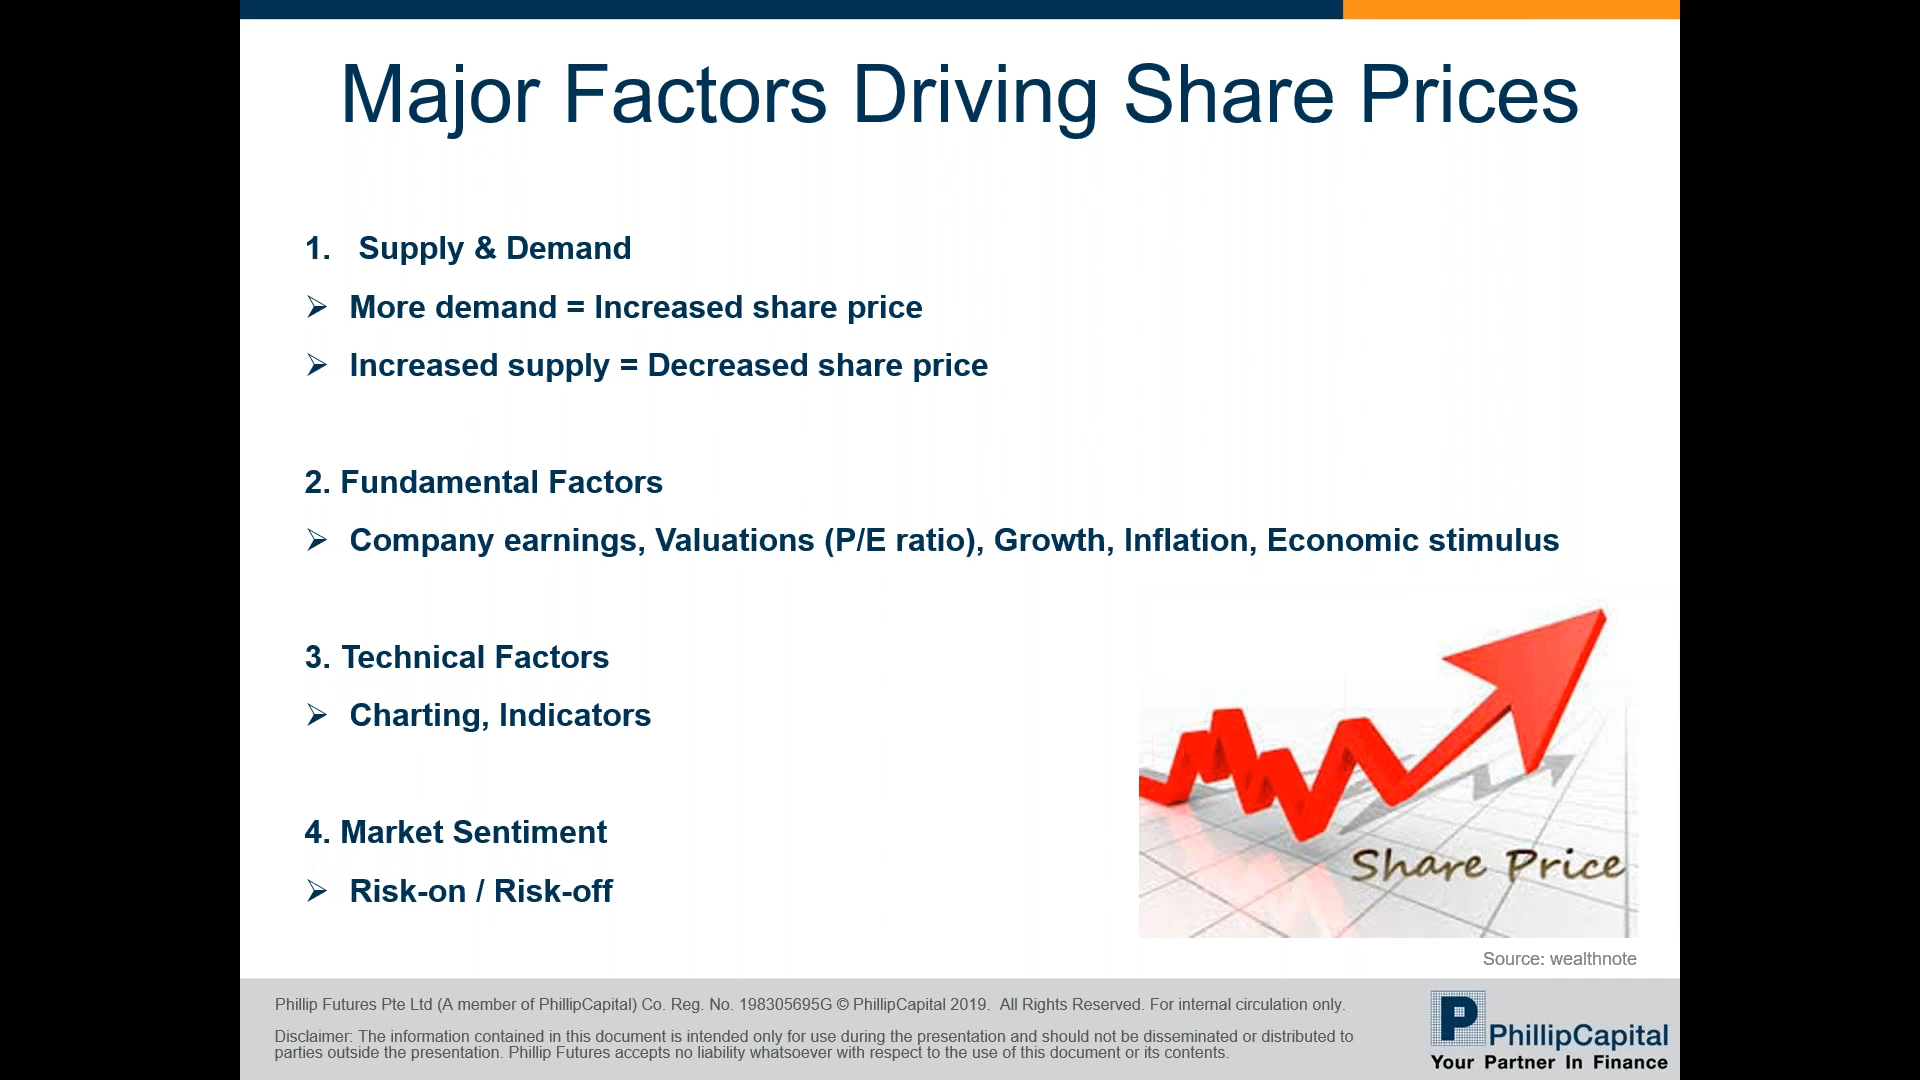 Major Factors Driving Share Prices
1. Supply & Demand
➢ More demand = Increased share price
➢ Increased supply = Decreased share price
2. Fundamental Factors
➢ Company earnings, Valuations (P/E ratio), Growth, Inflation, Economic stimulus
3. Technical Factors
➢ Charting, Indicators
4. Market Sentiment
➢ Risk-on / Risk-off
Share Price
Source: wealthnote
Phillip Futures Pte Ltd (A member of PhillipCapital) Co. Reg. No. 198305695G © PhillipCapital 2019. All Rights Reserved. For internal circulation only.
Disclaimer: The information contained in this document is intended only for use during the presentation and should not be disseminated or distributed to
parties outside the presentation. Phillip Futures accepts no liability whatsoever with respect to the use of this document or its contents.
P PhillipCapital
Your Partner In Finance